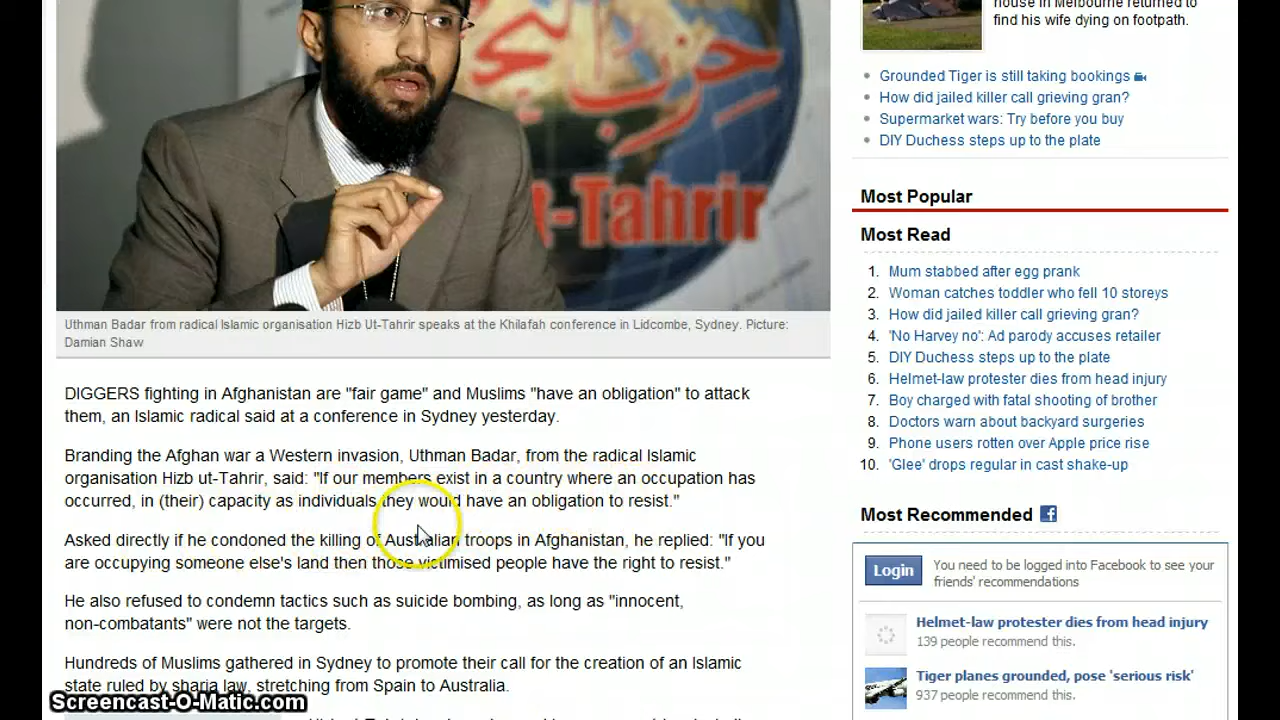 حزب التحرير
-Tahrir
Uthman Badar from radical Islamic organisation Hizb Ut-Tahrir speaks at the Khilafah conference in Lidcombe, Sydney. Picture:
Damian Shaw
DIGGERS fighting in Afghanistan are "fair game" and Muslims "have an obligation" to attack
them, an Islamic radical said at a conference in Sydney yesterday.
Branding the Afghan war a Western invasion, Uthman Badar, from the radical Islamic
organisation Hizb ut-Tahrir, said: "If our members exist in a country where an occupation has
occurred, in (their) capacity as individuals they would have an obligation to resist."
Asked directly if he condoned the killing of Australian troops in Afghanistan, he replied: "If you
are occupying someone else's land then those victimised people have the right to resist."
He also refused to condemn tactics such as suicide bombing, as long as "innocent,
non-combatants" were not the targets.
Hundreds of Muslims gathered in Sydney to promote their call for the creation of an Islamic
state ruled by sharia law, stretching from Spain to Australia.
Screencast-O-Matic.com
house in Melbourne returned to
find his wife dying on footpath.
Grounded Tiger is still taking bookings
How did jailed killer call grieving gran?
Supermarket wars: Try before you buy
DIY Duchess steps up to the plate
Most Popular
Most Read
1. Mum stabbed after egg prank
2. Woman catches toddler who fell 10 storeys
3. How did jailed killer call grieving gran?
4. 'No Harvey no': Ad parody accuses retailer
5. DIY Duchess steps up to the plate
6. Helmet-law protester dies from head injury
7. Boy charged with fatal shooting of brother
8. Doctors warn about backyard surgeries
9. Phone users rotten over Apple price rise
10. 'Glee' drops regular in cast shake-up
Most Recommended
Login
You need to be logged into Facebook to see your
friends' recommendations
Helmet-law protester dies from head injury
139 people recommend this.
Tiger planes grounded, pose 'serious risk'
937 people recommend this.